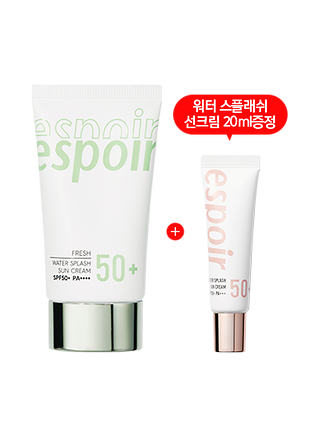 워터 스플래쉬
선크림 20ml증정
espoir
espoir
FRESH
WATER SPLASH
SUN CREAM
SPF50+ PA++++
50+
+
espoir
WATER SPLASH
SUN CREAM
PA++++
50+